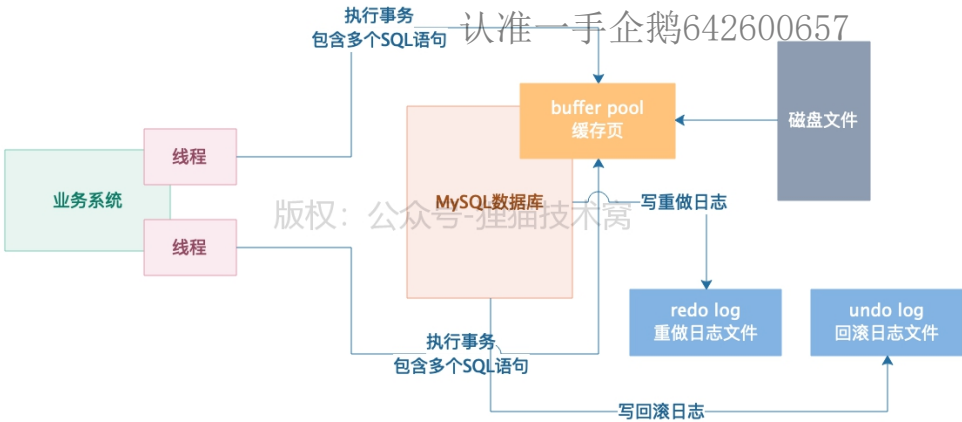 执行事务
包含多个SQL语句
认准一手企鹅642600657
buffer pool
缓存页
磁盘文件
线程
业务系统
MySQL数据库
写重做日志
版权：公众号-狸猫技术窝
线程
redo log
重做日志文件
undo log
回滚日志文件
执行事务
包含多个SQL语句
写回滚日志